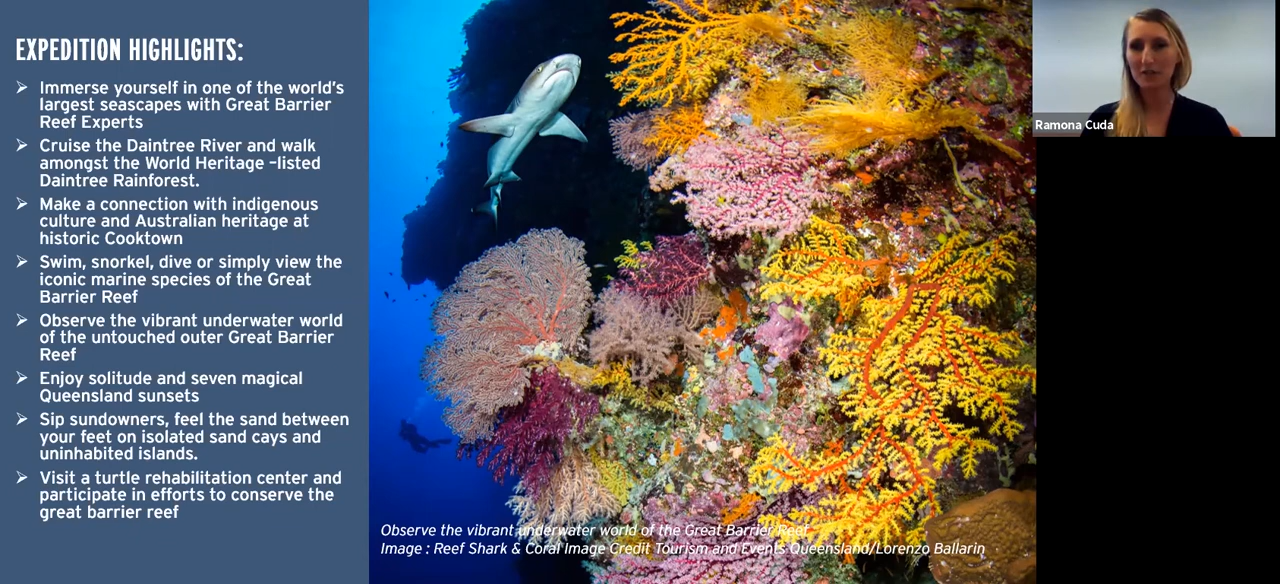 EXPEDITION HIGHLIGHTS:
➢ Immerse yourself in one of the world's
largest seascapes with Great Barrier
Reef Experts
➢ Cruise the Daintree River and walk
amongst the World Heritage –listed
Daintree Rainforest.
➢ Make a connection with indigenous
culture and Australian heritage at
historic Cooktown
➢ Swim, snorkel, dive or simply view the
iconic marine species of the Great
Barrier Reef
➢ Observe the vibrant underwater world
of the untouched outer Great Barrier
Reef
➢ Enjoy solitude and seven magical
Queensland sunsets
➢ Sip sundowners, feel the sand between
your feet on isolated sand cays and
uninhabited islands.
➢ Visit a turtle rehabilitation center and
participate in efforts to conserve the
great barrier reef
Observe the vibrant underwater world of the Great Barrier Reef
Image : Reef Shark & Coral Image Credit Tourism and Events Queensland/Lorenzo Ballarin
Ramona Cuda